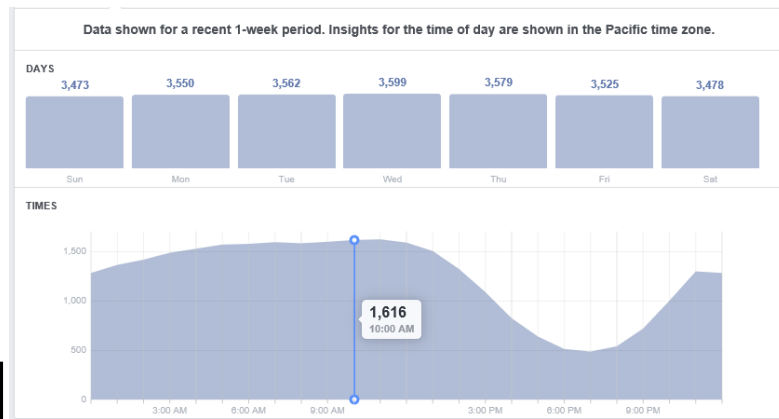 Data shown for a recent 1-week period. Insights for the time of day are shown in the Pacific time zone.
DAYS
3,473 3,550 3,562 3,599 3,579 3,525 3,478
Sun Mon Tue Wed Thu Fri Sat
TIMES
1,500
1,000
1,616
10:00 AM
500
0
3:00 AM 6:00 AM 9:00 AM 3:00 PM 6:00 PM 9:00 PM